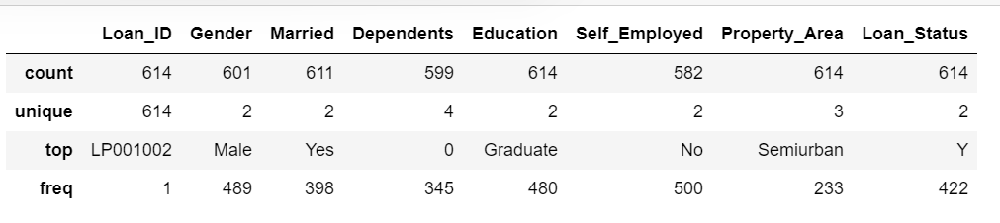 Loan_ID Gender Married Dependents Education Self_Employed Property_Area Loan_Status
count 614 601 611 599 614 582 614 614
unique 614 2 2 4 2 2 3 2
top LP001002 Male Yes 0 Graduate No Semiurban Y
freq 1 489 398 345 480 500 233 422